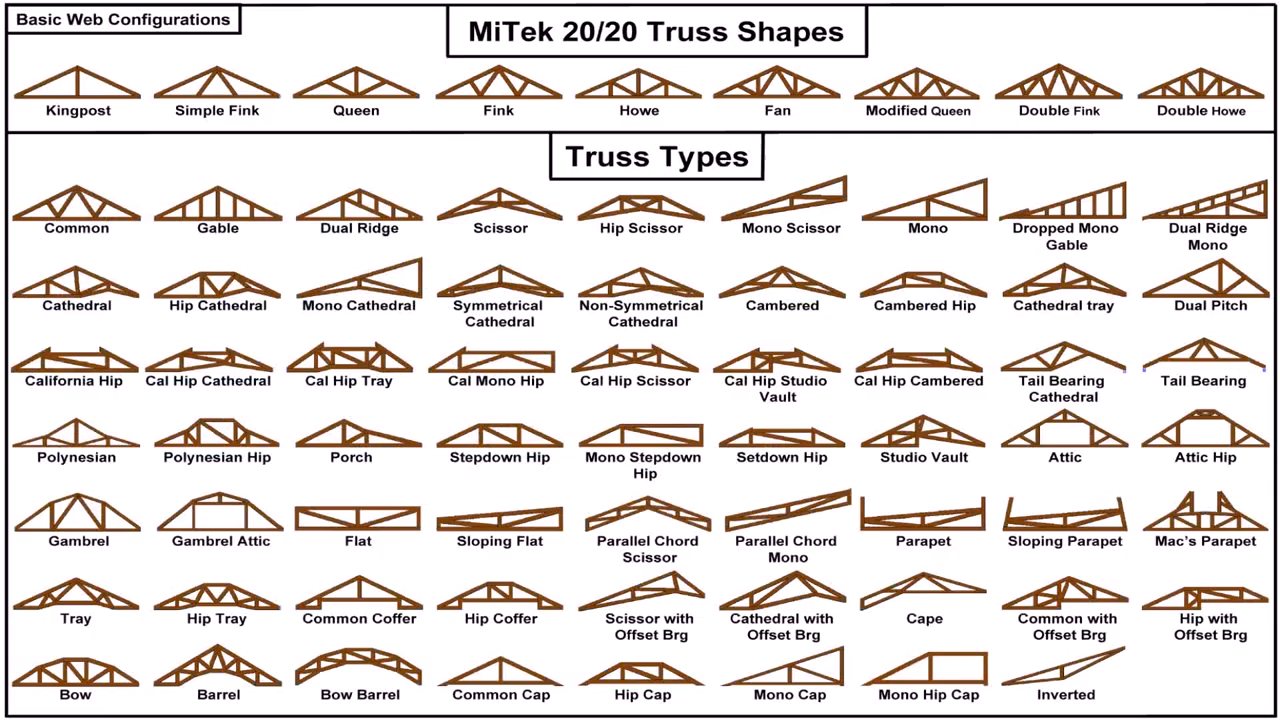 Basic Web Configurations
MiTek 20/20 Truss Shapes
Kingpost Simple Fink Queen Fink Howe Fan Modified Queen Double Fink Double Howe
Truss Types
Common Gable Dual Ridge Scissor Hip Scissor Mono Scissor Mono Dropped Mono Dual Ridge
Gable Mono
Cathedral Hip Cathedral Mono Cathedral Symmetrical Non-Symmetrical Cambered Cambered Hip Cathedral tray Dual Pitch
Cathedral Cathedral
California Hip Cal Hip Cathedral Cal Hip Tray Cal Mono Hip Cal Hip Scissor Cal Hip Studio Cal Hip Cambered Tail Bearing Tail Bearing
Vault Cathedral
Polynesian Polynesian Hip Porch Stepdown Hip Mono Stepdown Setdown Hip Studio Vault Attic Attic Hip
Hip
Gambrel Gambrel Attic Flat Sloping Flat Parallel Chord Parallel Chord Parapet Sloping Parapet Mac's Parapet
Scissor Mono
Tray Hip Tray Common Coffer Hip Coffer Scissor with Cathedral with Cape Common with Hip with
Offset Brg Offset Brg Offset Brg Offset Brg
Bow Barrel Bow Barrel Common Cap Hip Cap Mono Cap Mono Hip Cap Inverted